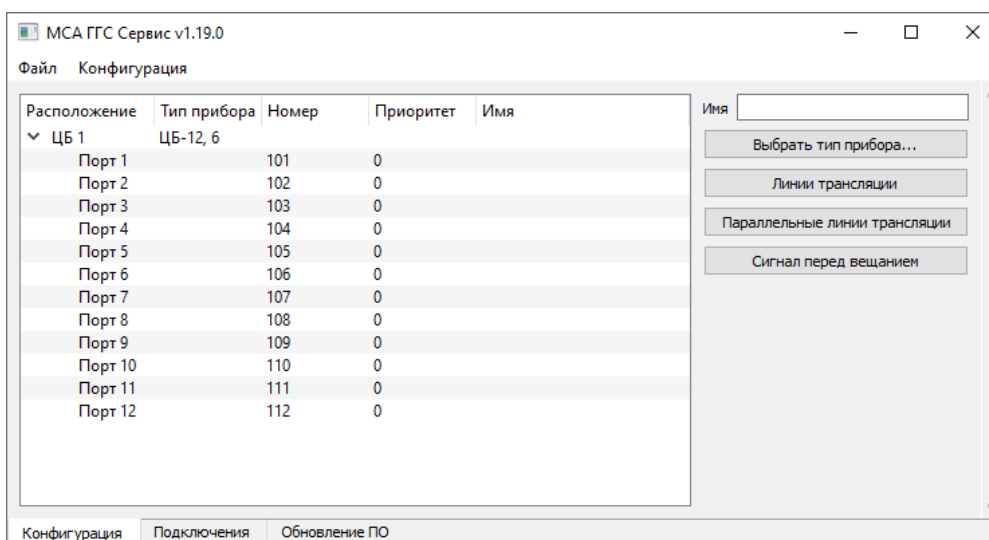 МСА ГГС Сервис v1.19.0
Файл Конфигурация
Расположение Тип прибора Номер Приоритет Имя
ЦБ 1 ЦБ-12, 6
Порт 1 101 0
Порт 2 102 0
Порт 3 103 0
Порт 4 104 0
Порт 5 105 0
Порт 6 106 0
Порт 7 107 0
Порт 8 108 0
Порт 9 109 0
Порт 10 110 0
Порт 11 111 0
Порт 12 112 0
Имя
Выбрать тип прибора...
Линии трансляции
Параллельные линии трансляции
Сигнал перед вещанием
Конфигурация Подключения Обновление ПО